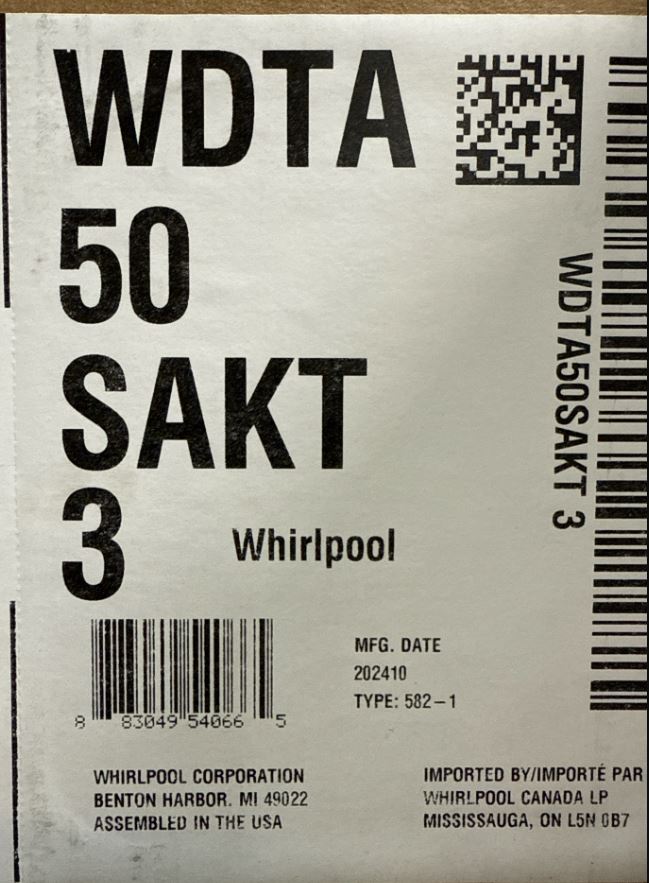 WDTA
50
SAKT
3
Whirlpool
WDTA50SAKT 3
MFG. DATE
202410
TYPE: 582-1
8 83049 54066 5
WHIRLPOOL CORPORATION
BENTON HARBOR. MI 49022
ASSEMBLED IN THE USA
IMPORTED BY/IMPORTÉ PAR
WHIRLPOOL CANADA LP
MISSISSAUGA, ON L5N 0B7